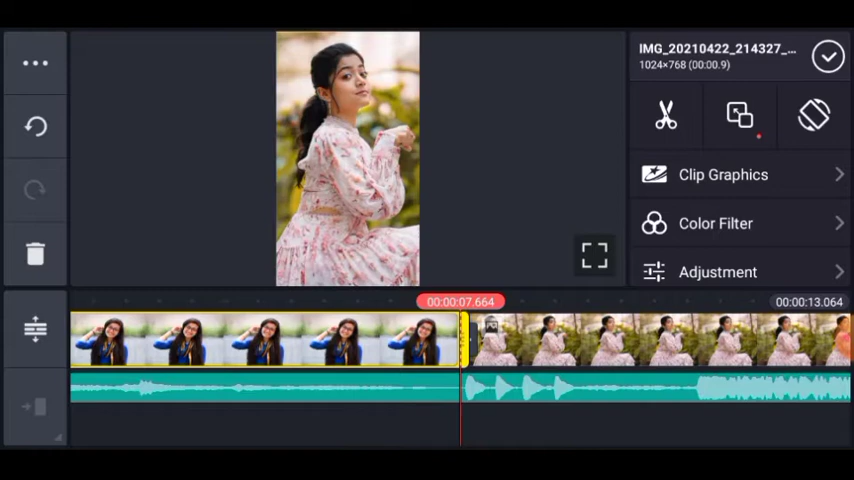 IMG_20210422_214327_...
1024×768 (00:00.9)
Clip Graphics
Color Filter
Adjustment
00:00:07.664
00:00:13.064